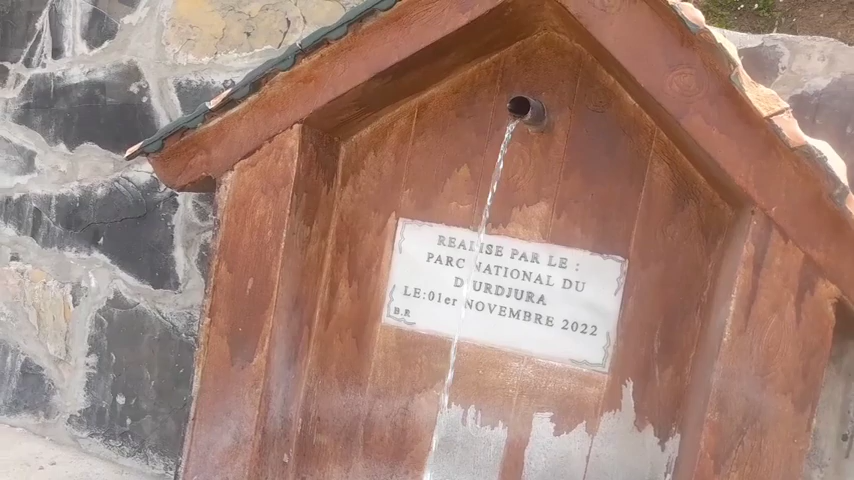 REALISE PAR LE :
PARC NATIONAL DU
DJURDJURA
LE:01er NOVEMBRE 2022
B.R